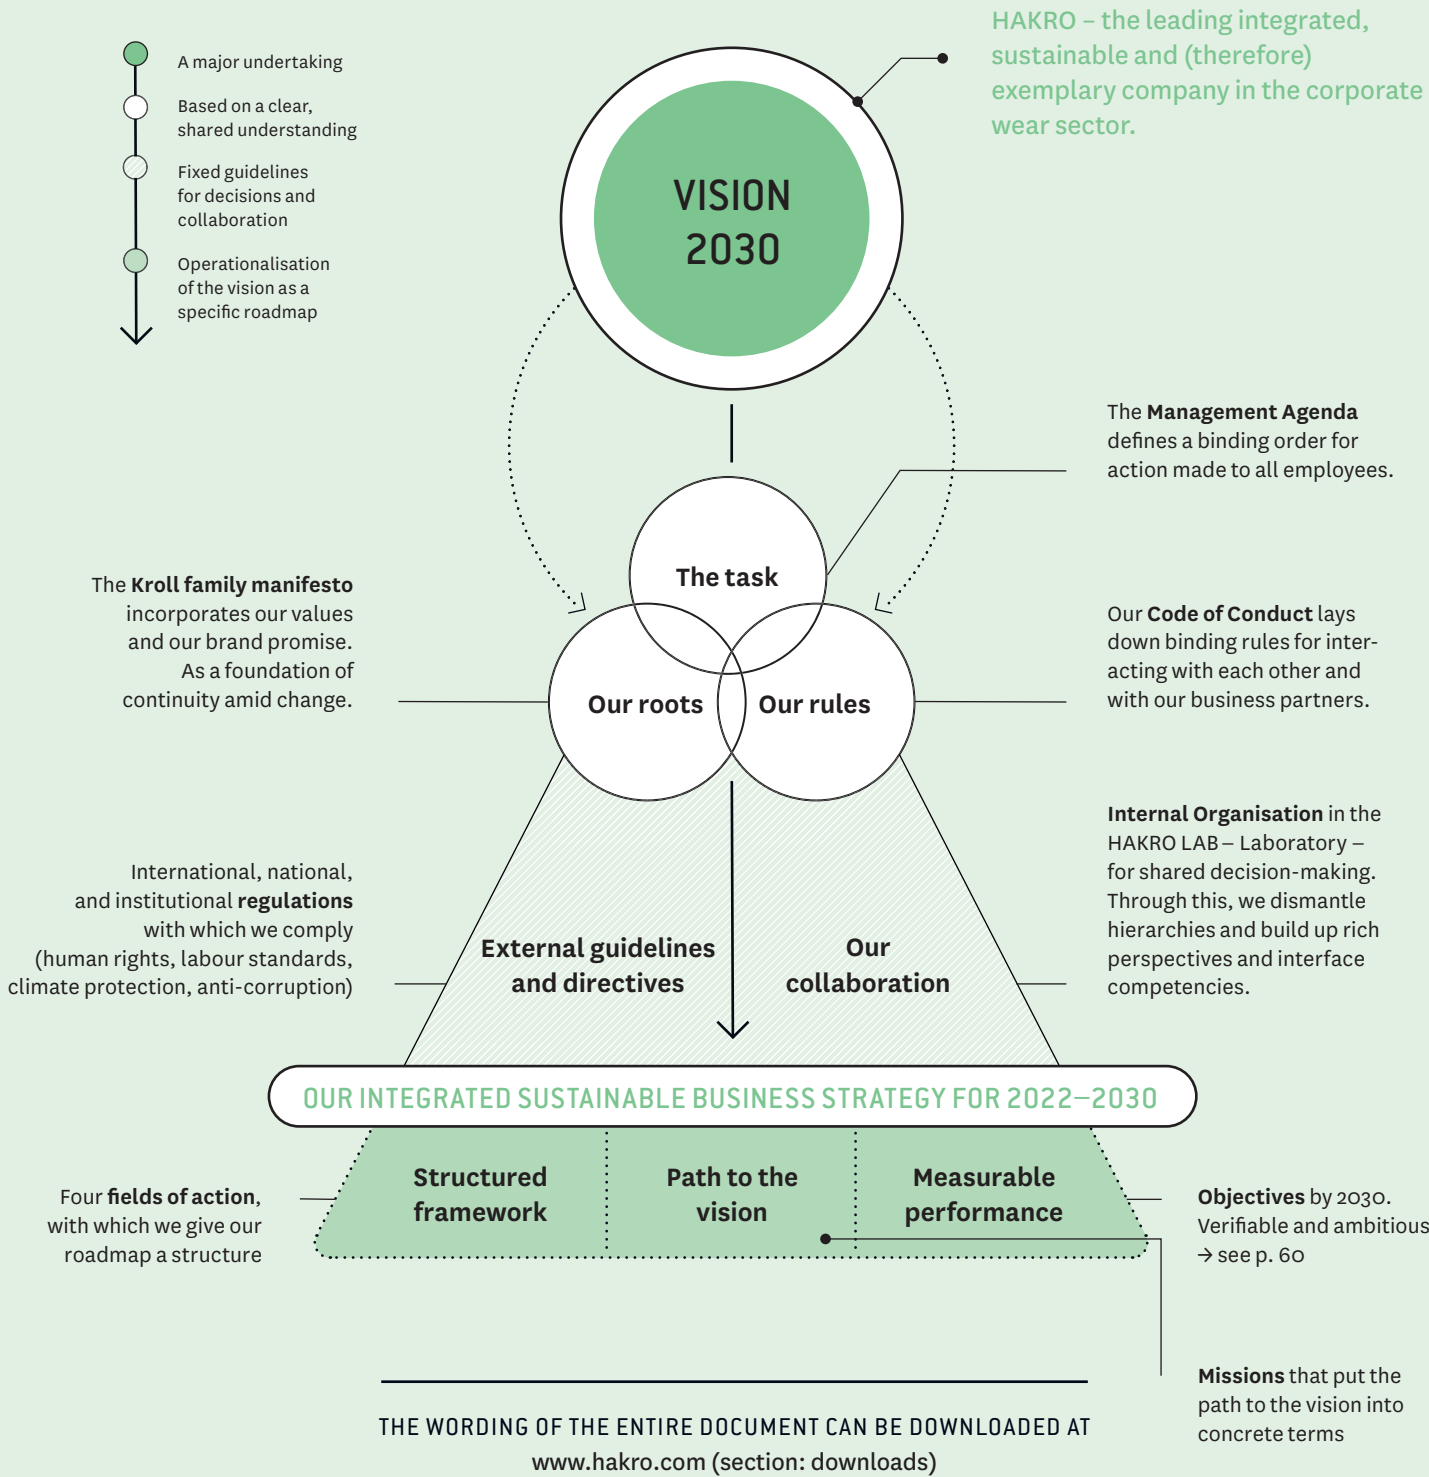 HAKRO – the leading integrated,
sustainable and (therefore)
exemplary company in the corporate
wear sector.
A major undertaking
Based on a clear,
shared understanding
Fixed guidelines
for decisions and
collaboration
Operationalisation
of the vision as a
specific roadmap
VISION
2030
The Management Agenda
defines a binding order for
action made to all employees.
The task
The Kroll family manifesto
incorporates our values
and our brand promise.
As a foundation of
continuity amid change.
Our roots
Our rules
Our Code of Conduct lays
down binding rules for inter-
acting with each other and
with our business partners.
International, national,
and institutional regulations
with which we comply
(human rights, labour standards,
climate protection, anti-corruption)
External guidelines
and directives
Our
collaboration
Internal Organisation in the
HAKRO LAB – Laboratory –
for shared decision-making.
Through this, we dismantle
hierarchies and build up rich
perspectives and interface
competencies.
OUR INTEGRATED SUSTAINABLE BUSINESS STRATEGY FOR 2022–2030
Four fields of action,
with which we give our
roadmap a structure
Structured
framework
Path to the
vision
Measurable
performance
Objectives by 2030.
Verifiable and ambitious
→ see p. 60
Missions that put the
path to the vision into
concrete terms
THE WORDING OF THE ENTIRE DOCUMENT CAN BE DOWNLOADED AT
www.hakro.com (section: downloads)